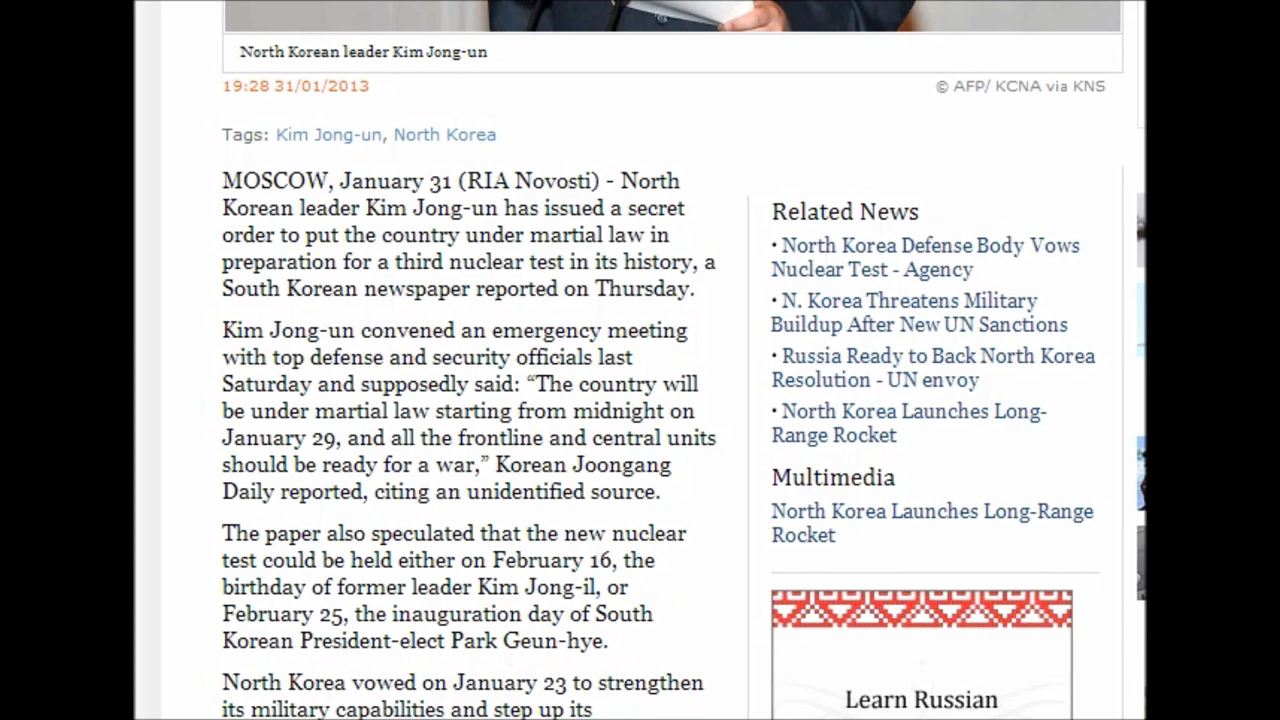 North Korean leader Kim Jong-un
19:28 31/01/2013
© AFP/ KCNA via KNS
Tags: Kim Jong-un, North Korea
MOSCOW, January 31 (RIA Novosti) - North
Korean leader Kim Jong-un has issued a secret
order to put the country under martial law in
preparation for a third nuclear test in its history, a
South Korean newspaper reported on Thursday.
Kim Jong-un convened an emergency meeting
with top defense and security officials last
Saturday and supposedly said: “The country will
be under martial law starting from midnight on
January 29, and all the frontline and central units
should be ready for a war,” Korean Joongang
Daily reported, citing an unidentified source.
The paper also speculated that the new nuclear
test could be held either on February 16, the
birthday of former leader Kim Jong-il, or
February 25, the inauguration day of South
Korean President-elect Park Geun-hye.
North Korea vowed on January 23 to strengthen
its military capabilities and step up its
Related News
· North Korea Defense Body Vows
Nuclear Test - Agency
· N. Korea Threatens Military
Buildup After New UN Sanctions
· Russia Ready to Back North Korea
Resolution - UN envoy
· North Korea Launches Long-
Range Rocket
Multimedia
North Korea Launches Long-Range
Rocket
Learn Russian